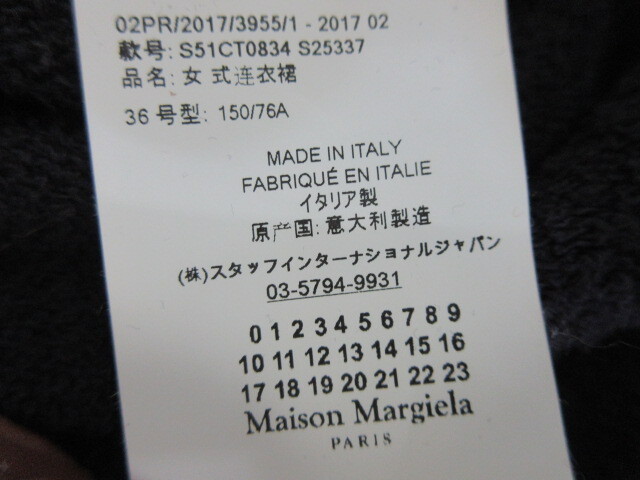 02PR/2017/3955/1 - 2017 02
款号: S51CT0834 S25337
品名: 女 式连衣裙
36 号型: 150/76A
MADE IN ITALY
FABRIQUÉ EN ITALIE
イタリア製
原产国: 意大利製造
(株)スタッフインターナショナルジャパン
03-5794-9931
0 1 2 3 4 5 6 7 8 9
10 11 12 13 14 15 16
17 18 19 20 21 22 23
Maison Margiela
PARIS